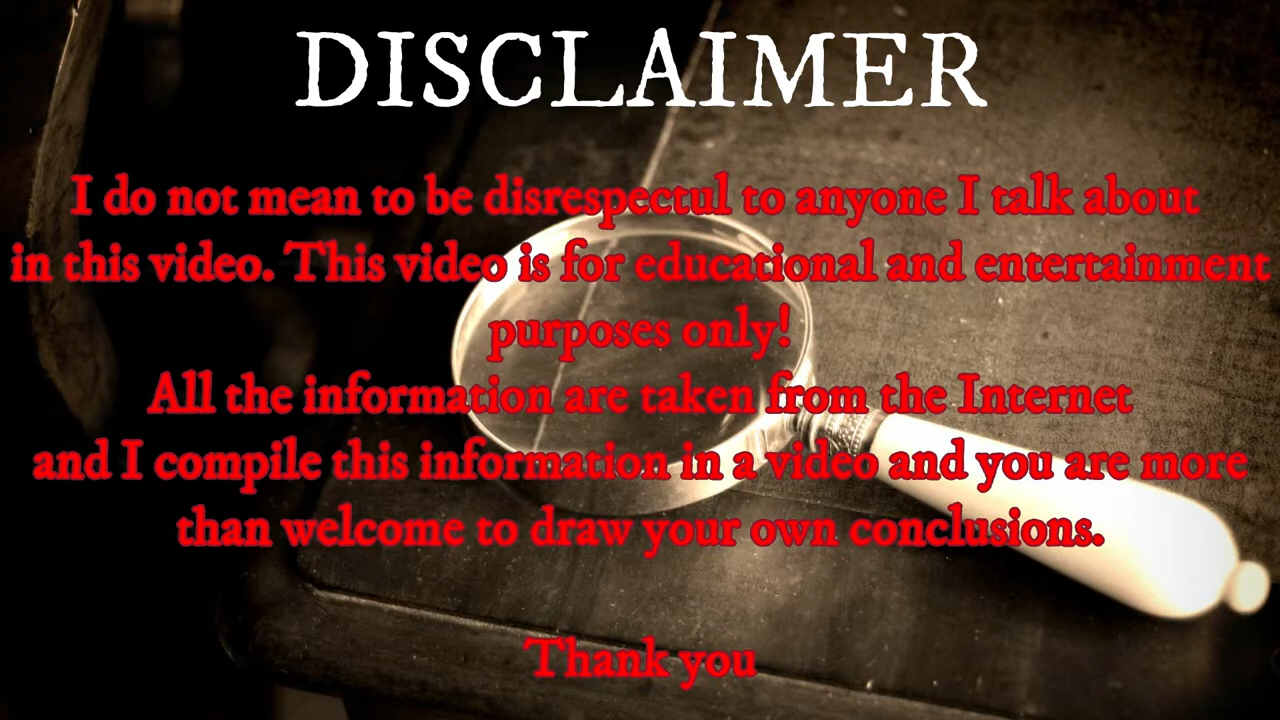 DISCLAIMER
I do not mean to be disrespectul to anyone I talk about
in this video. This video is for educational and entertainment
purposes only!
All the information are taken from the Internet
and I compile this information in a video and you are more
than welcome to draw your own conclusions.
Thank you